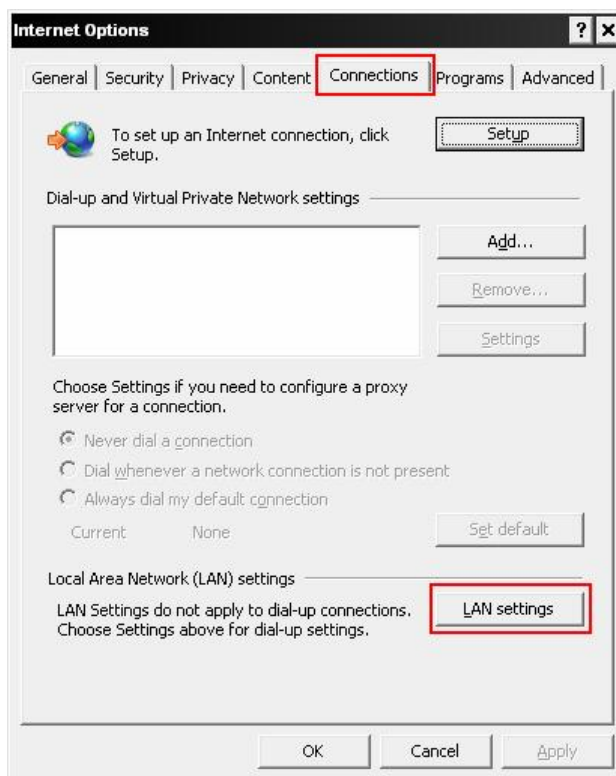 Internet Options
? X
General Security Privacy Content Connections Programs Advanced
To set up an Internet connection, click
Setup.
Setup
Dial-up and Virtual Private Network settings
Add...
Remove...
Settings
Choose Settings if you need to configure a proxy
server for a connection.
Never dial a connection
Dial whenever a network connection is not present
Always dial my default connection
Current None
Set default
Local Area Network (LAN) settings
LAN Settings do not apply to dial-up connections.
Choose Settings above for dial-up settings.
LAN settings
OK Cancel Apply